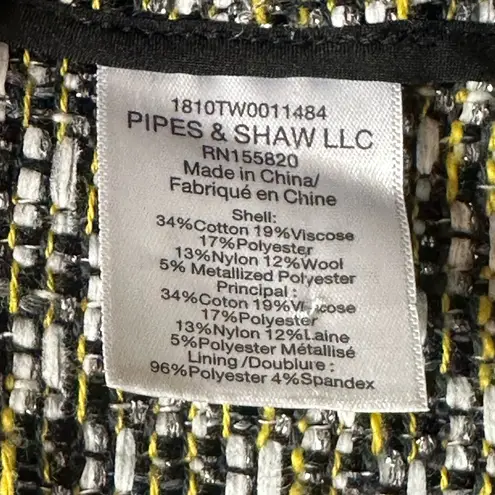 1810TW0011484
PIPES & SHAW LLC
RN155820
Made in China/
Fabriqué en Chine
Shell:
34%Cotton 19%Viscose
17%Polyester
13%Nylon 12%Wool
5% Metallized Polyester
Principal :
34%Coton 19%Viscose
17%Polyester
13%Nylon 12%Laine
5%Polyester Métallisé
Lining /Doublure :
96%Polyester 4%Spandex